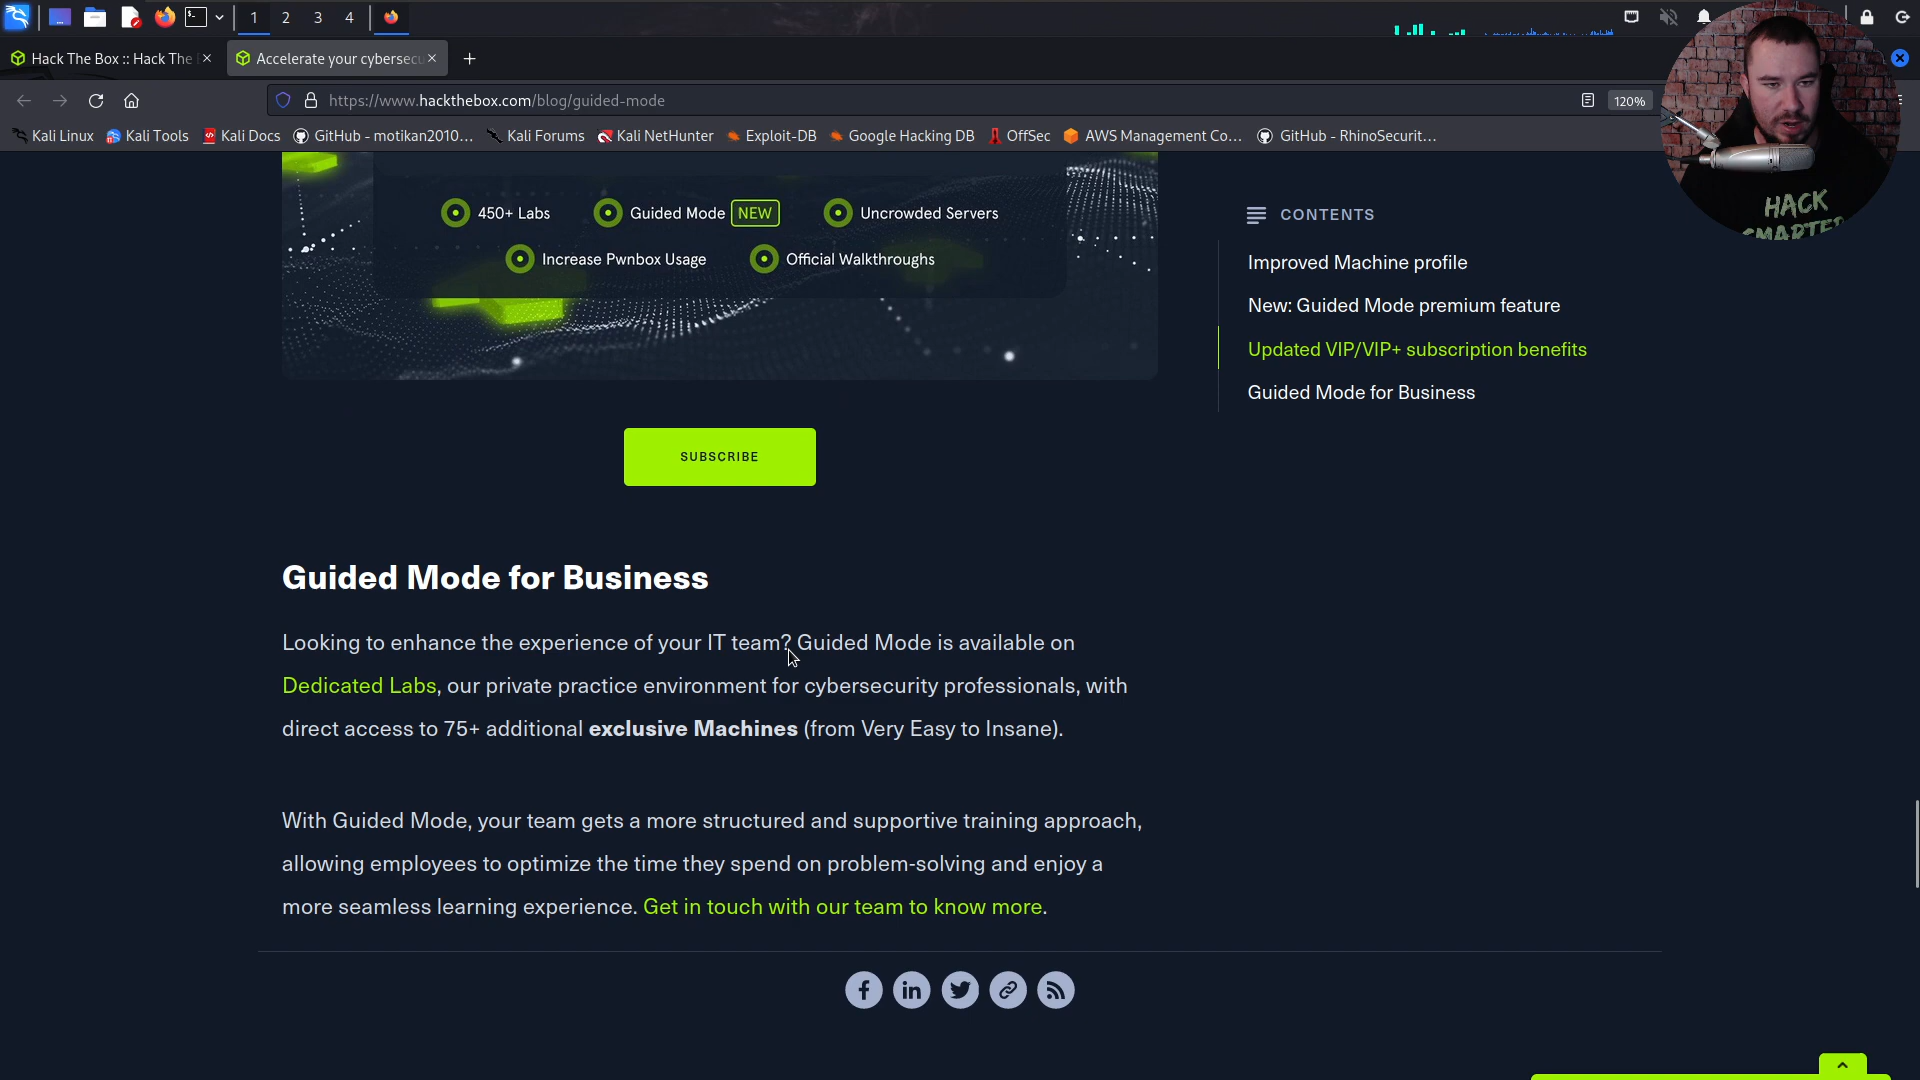 1 2 3 4
Hack The Box :: Hack The
Accelerate your cybersecu
https://www.hackthebox.com/blog/guided-mode
120%
Kali Linux
Kali Tools
Kali Docs
GitHub - motikan2010...
Kali Forums
Kali NetHunter
Exploit-DB
Google Hacking DB
OffSec
AWS Management Co...
GitHub - RhinoSecurit...
HACK
SMARTER
450+ Labs
Guided Mode NEW
Uncrowded Servers
Increase Pwnbox Usage
Official Walkthroughs
SUBSCRIBE
CONTENTS
Improved Machine profile
New: Guided Mode premium feature
Updated VIP/VIP+ subscription benefits
Guided Mode for Business
Guided Mode for Business
Looking to enhance the experience of your IT team? Guided Mode is available on
Dedicated Labs, our private practice environment for cybersecurity professionals, with
direct access to 75+ additional exclusive Machines (from Very Easy to Insane).
With Guided Mode, your team gets a more structured and supportive training approach,
allowing employees to optimize the time they spend on problem-solving and enjoy a
more seamless learning experience. Get in touch with our team to know more.